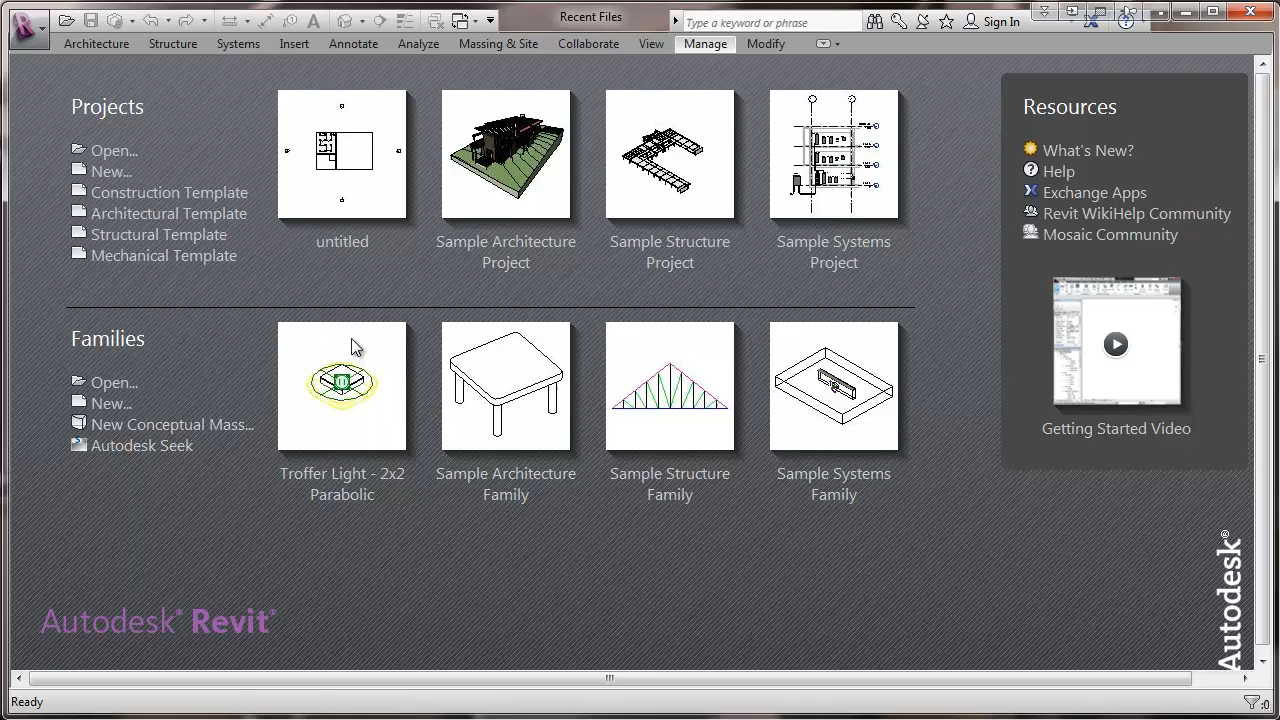 Recent Files
Type a keyword or phrase
Sign In
Architecture
Structure
Systems
Insert
Annotate
Analyze
Massing & Site
Collaborate
View
Manage
Modify
Projects
Open...
New...
Construction Template
Architectural Template
Structural Template
Mechanical Template
untitled
Sample Architecture
Project
Sample Structure
Project
Sample Systems
Project
Resources
What's New?
Help
Exchange Apps
Revit WikiHelp Community
Mosaic Community
Getting Started Video
Families
Open...
New...
New Conceptual Mass...
Autodesk Seek
Troffer Light - 2x2
Parabolic
Sample Architecture
Family
Sample Structure
Family
Sample Systems
Family
Autodesk® Revit®
Autodesk®
Ready
:0